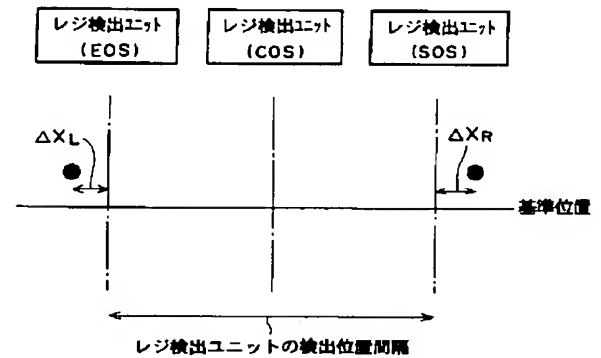 レジ検出ユニット
(EOS)
レジ検出ユニット
(COS)
レジ検出ユニット
(SOS)
ΔXL
ΔXR
基準位置
レジ検出ユニットの検出位置間隔